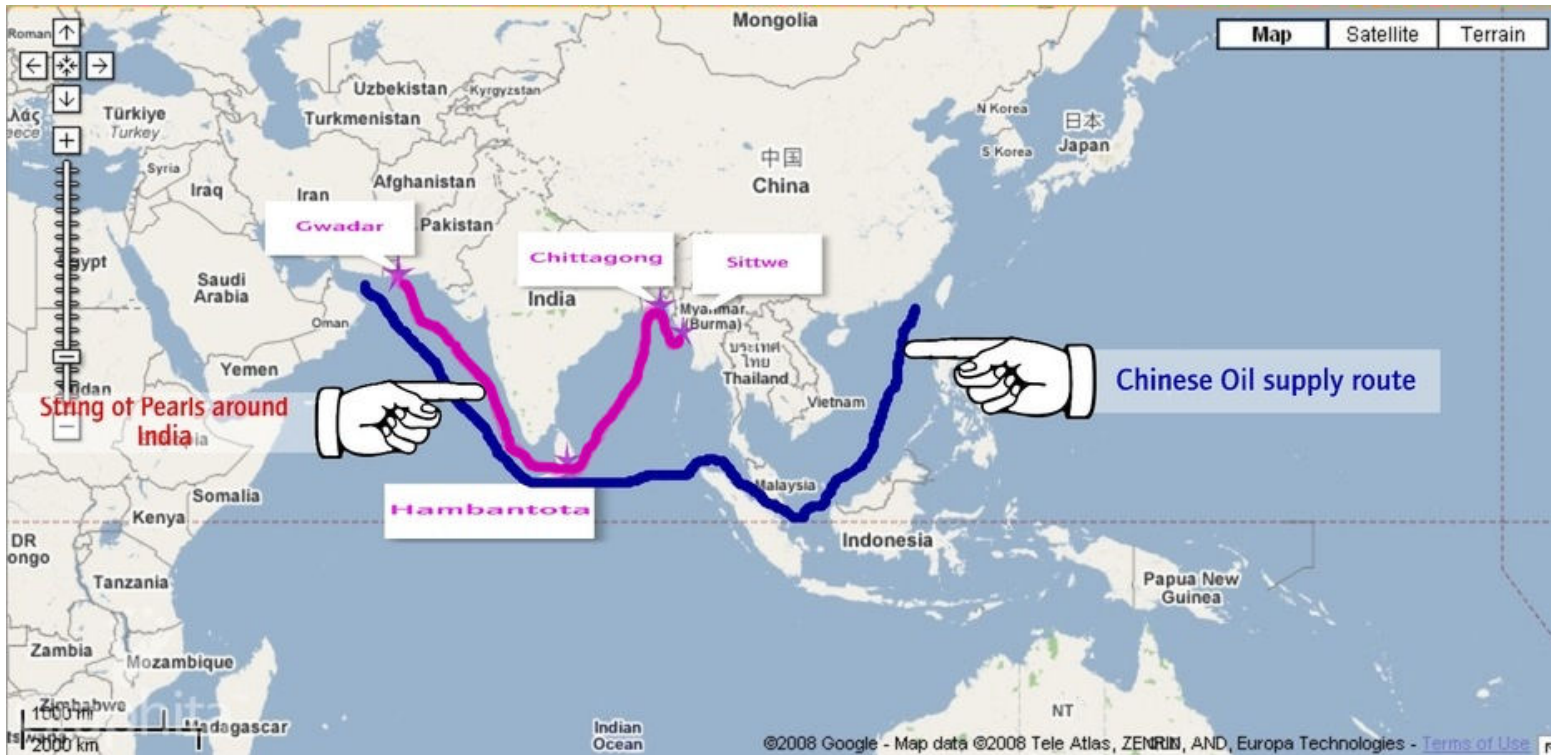 Mongolia
Map Satellite Terrain
Roman
Uzbekistan
Kyrgyzstan
Türkiye
Turkey
Turkmenistan
N Korea
日本
Japan
S Korea
中国
China
Syria
Iraq
Iran
Afghanistan
Gwadar
Pakistan
Chittagong
Sittwe
Saudi
Arabia
India
Myanmar
(Burma)
Oman
ประเทศ
ไทย
Thailand
Yemen
Chinese Oil supply route
String of Pearls around
India
Vietnam
Malaysia
Somalia
Hambantota
Kenya
Indonesia
DR
Tanzania
Papua New
Guinea
Zambia
Mozambique
Zimbabwe
1000 mi
Madagascar
2000 km
NT
Indian
Ocean
©2008 Google - Map data ©2008 Tele Atlas, ZENRIN, AND, Europa Technologies - Terms of Use